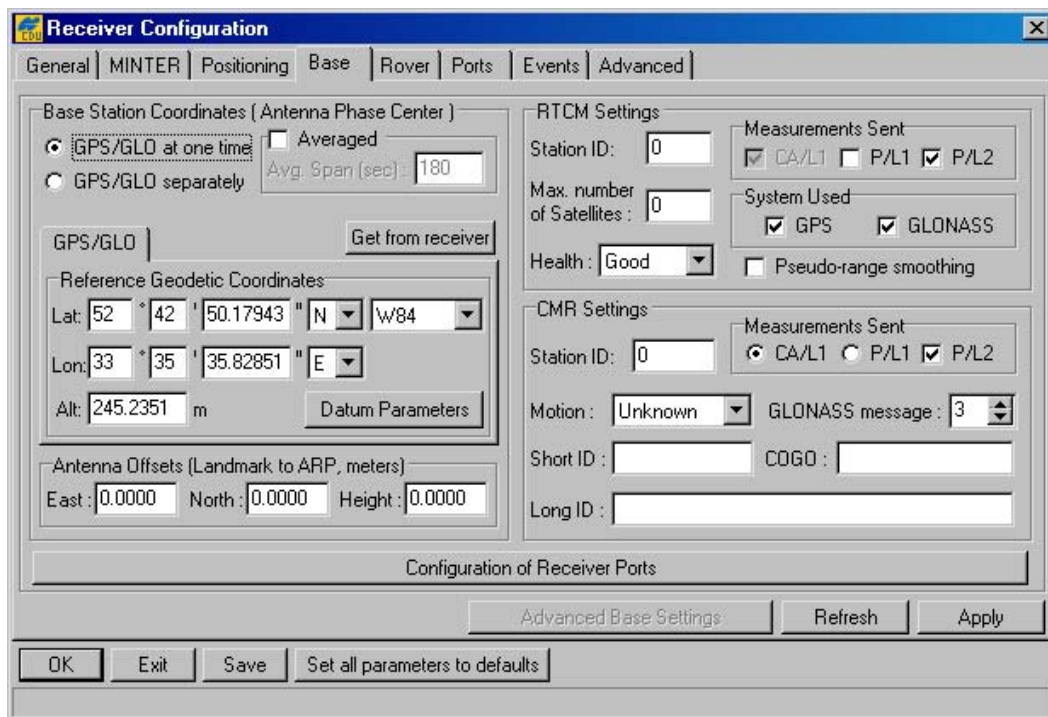 CDU Receiver Configuration
General MINTER Positioning Base Rover Ports Events Advanced
Base Station Coordinates ( Antenna Phase Center )
GPS/GLO at one time
GPS/GLO separately
Averaged
Avg. Span (sec) : 180
GPS/GLO
Get from receiver
Reference Geodetic Coordinates
Lat: 52 ° 42 ' 50.17943 " N W84
Lon: 33 ° 35 ' 35.82851 " E
Alt: 245.2351 m
Datum Parameters
Antenna Offsets (Landmark to ARP, meters)
East : 0.0000 North : 0.0000 Height : 0.0000
RTCM Settings
Station ID: 0
Max. number
of Satellites : 0
Health : Good
Measurements Sent
CA/L1 P/L1 P/L2
System Used
GPS GLONASS
Pseudo-range smoothing
CMR Settings
Station ID: 0
Measurements Sent
CA/L1 P/L1 P/L2
Motion : Unknown GLONASS message : 3
Short ID : COGO :
Long ID :
Configuration of Receiver Ports
Advanced Base Settings Refresh Apply
OK Exit Save Set all parameters to defaults